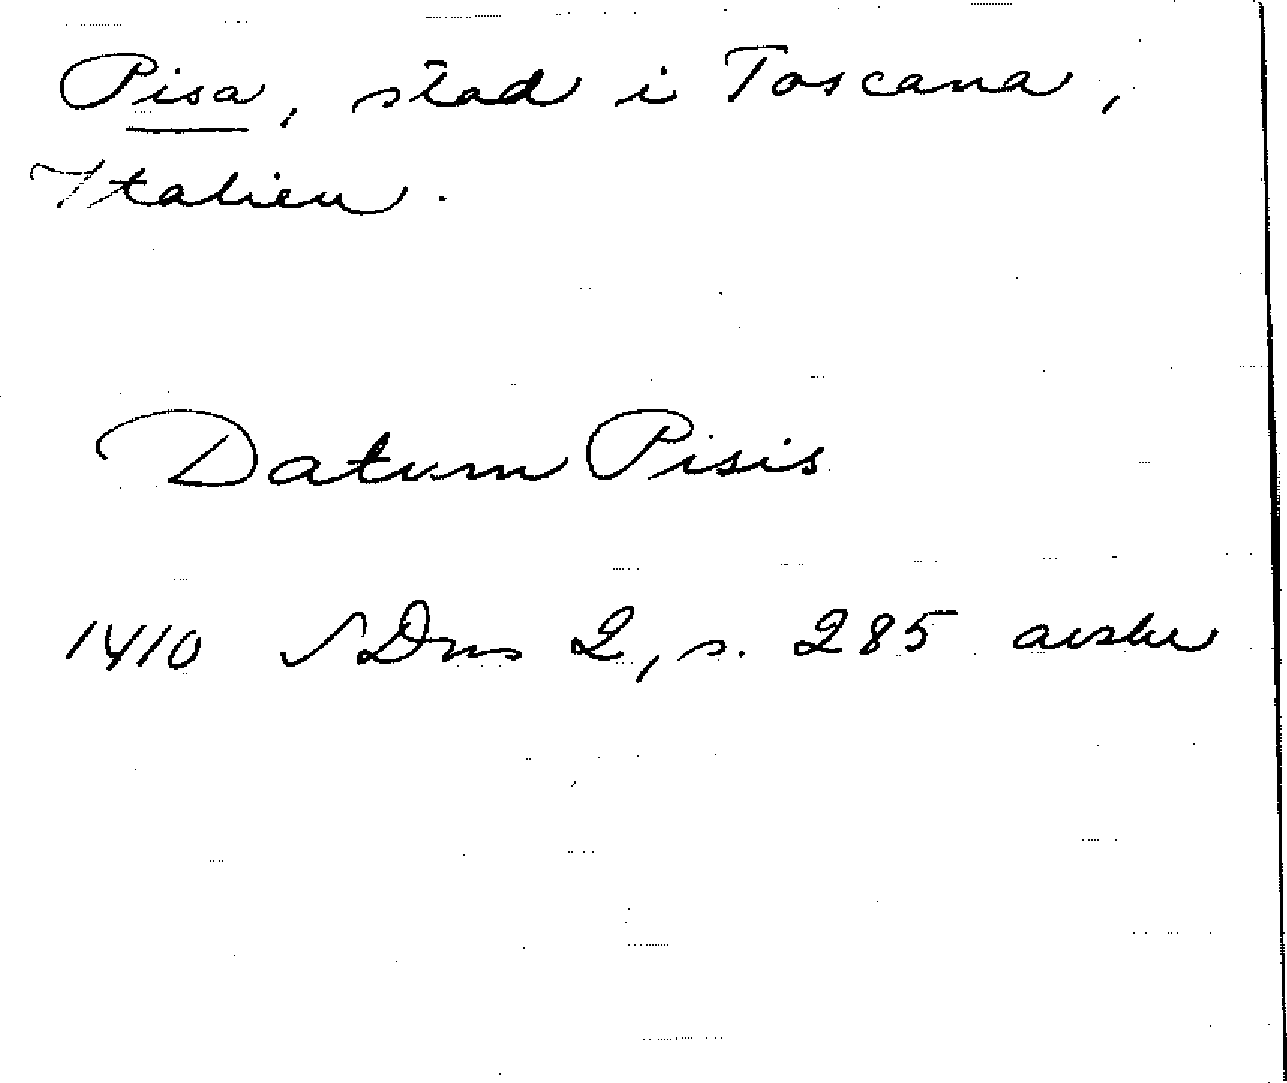 Pisa, stad i Toscana,
Italien.
Datum Pisis
1410 SDns 2, s. 285 avskr